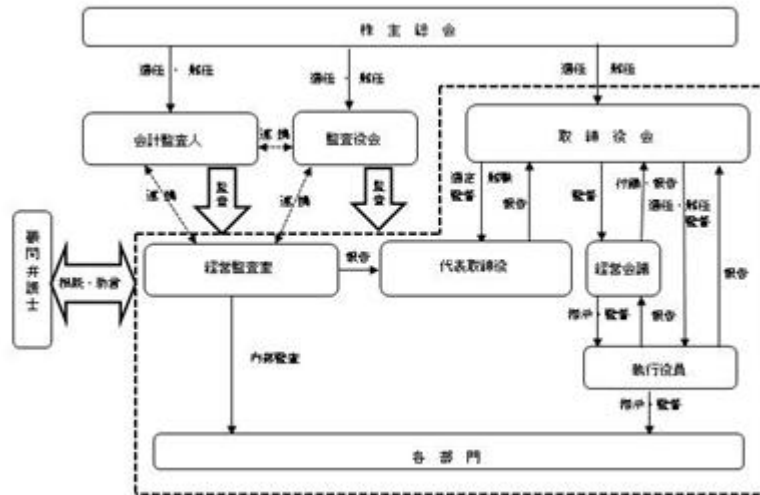 株 主 総 会
選任 ・ 解任
選任 ・ 解任
選任 ・ 解任
会計監査人
連 携
監査役会
取 締 役 会
連 携
監査
連 携
監査
選定 ・ 解職
監督
報告
監督
付議・報告
選任・解任
監督
報告
顧問弁護士
相談・助言
経営監査室
報告
代表取締役
経営会議
指示・監督
報告
内部監査
執行役員
指示・監督
各 部 門